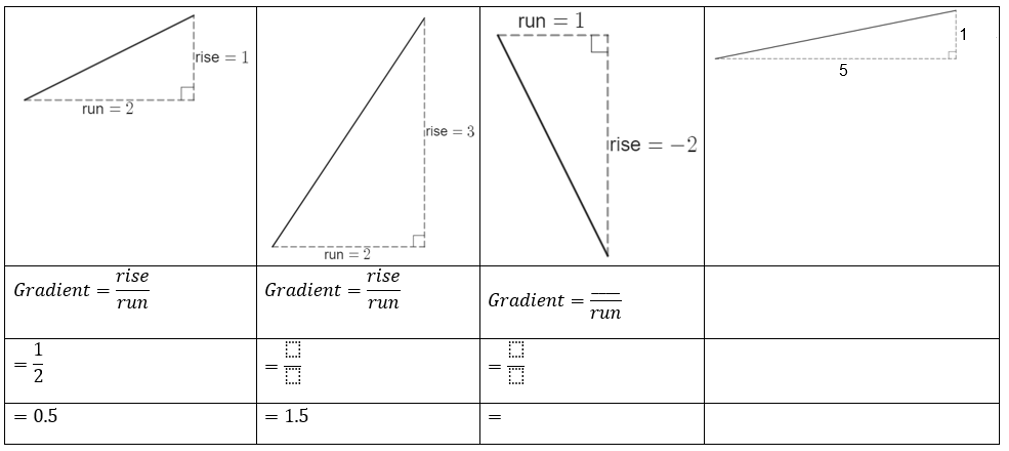 rise = 1
run = 2
rise = 3
run = 2
run = 1
rise = −2
1
5
Gradient = rise/run
Gradient = rise/run
Gradient = __/run
= 1/2
= ⬚/⬚
= ⬚/⬚
= 0.5
= 1.5
=